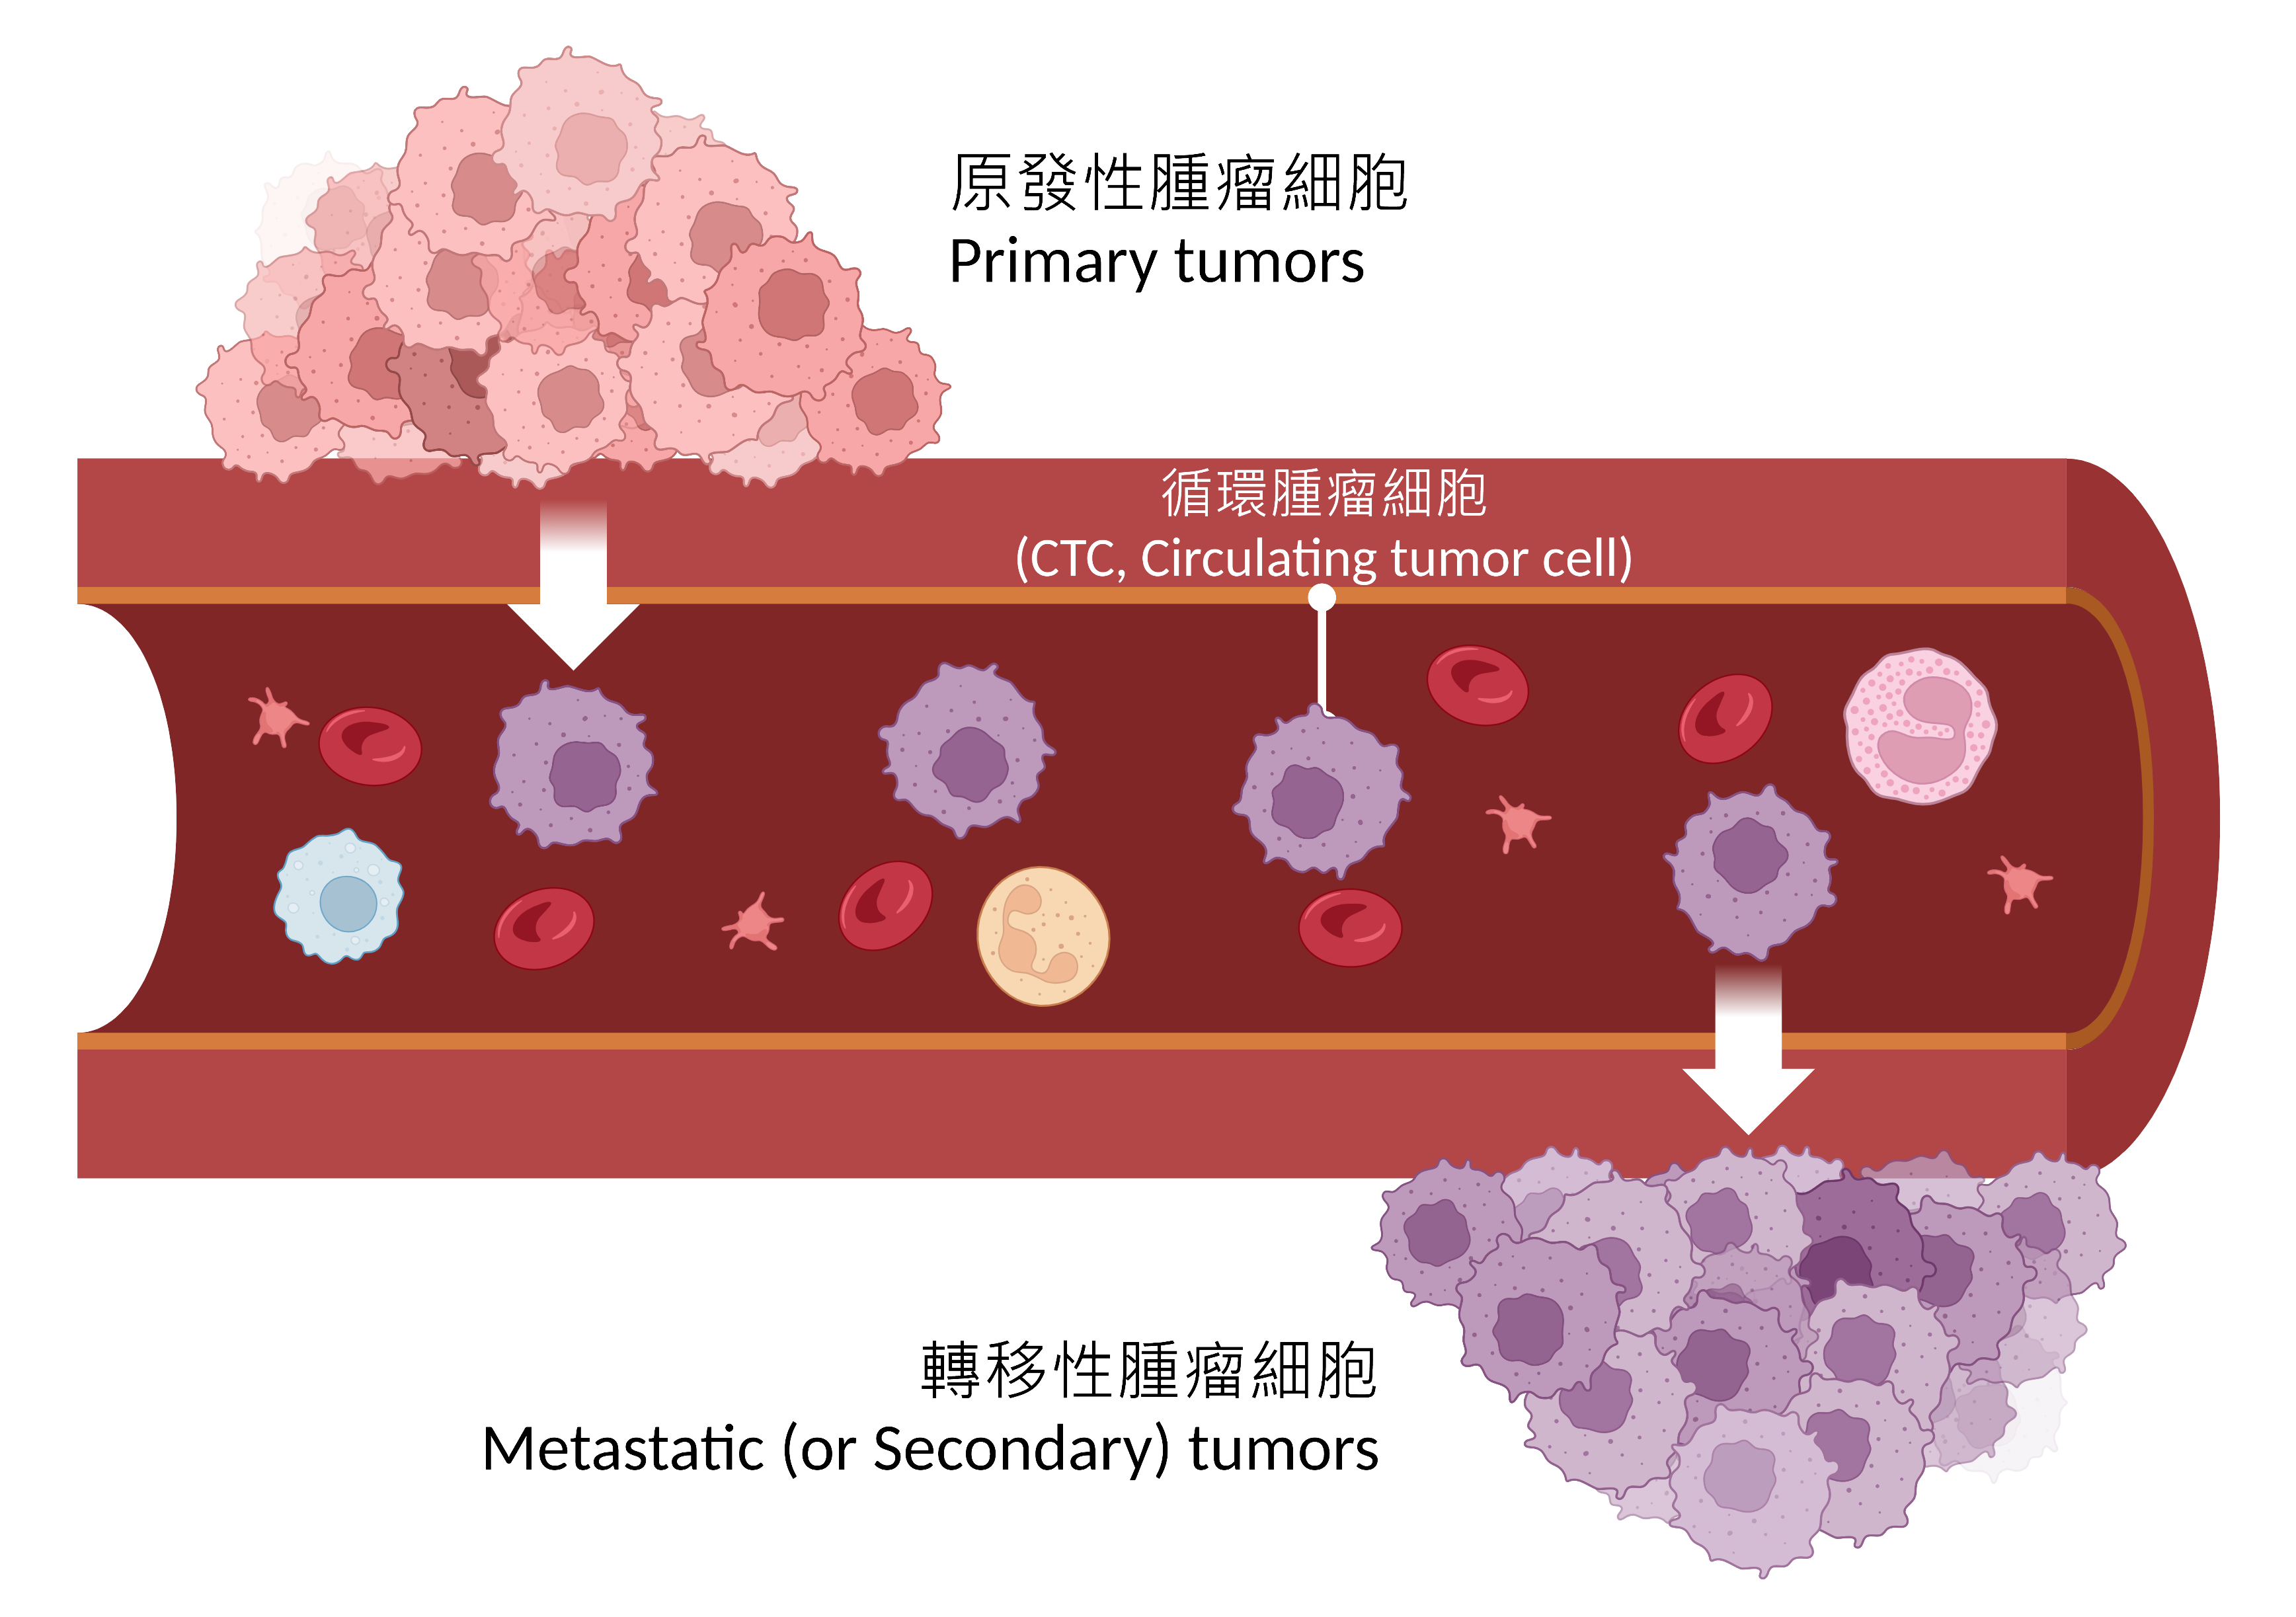 原發性腫瘤細胞
Primary tumors
循環腫瘤細胞
(CTC, Circulating tumor cell)
轉移性腫瘤細胞
Metastatic (or Secondary) tumors